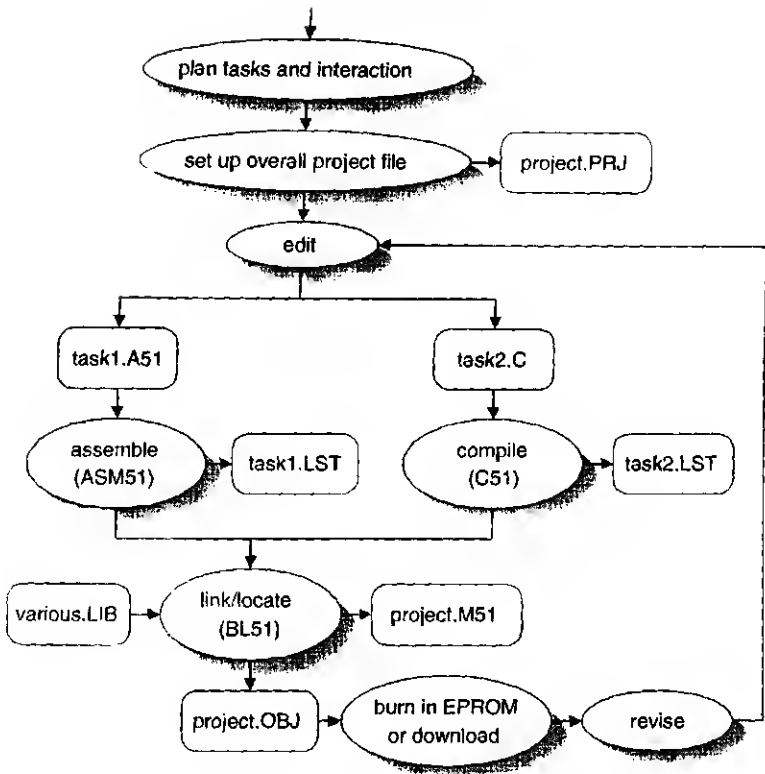 plan tasks and interaction
set up overall project file
project.PRJ
edit
task1.A51
task2.C
assemble
(ASM51)
task1.LST
compile
(C51)
task2.LST
various.LIB
link/locate
(BL51)
project.M51
project.OBJ
burn in EPROM
or download
revise